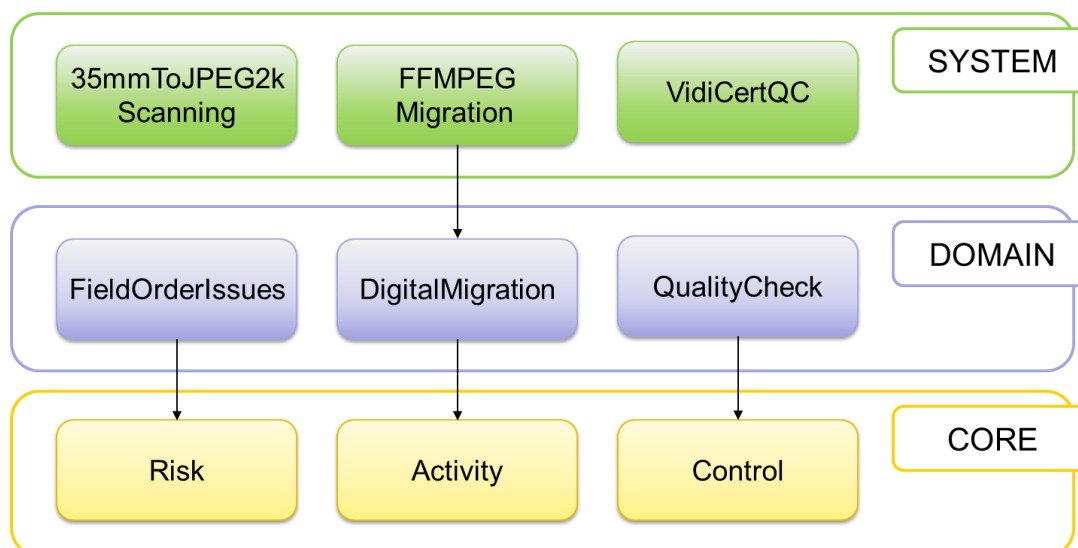 SYSTEM
35mmToJPEG2k
Scanning
FFMPEG
Migration
VidiCertQC
DOMAIN
FieldOrderIssues
DigitalMigration
QualityCheck
CORE
Risk
Activity
Control